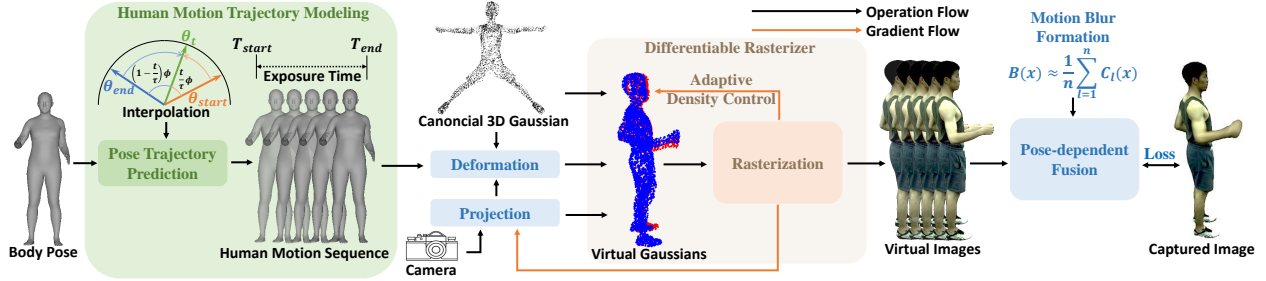 Human Motion Trajectory Modeling
θt
(1−t/τ)ϕ
t/τ ϕ
θend
θstart
Interpolation
Pose Trajectory
Prediction
Body Pose
Tstart
Tend
Exposure Time
Human Motion Sequence
Canoncial 3D Gaussian
Deformation
Projection
Camera
Operation Flow
Gradient Flow
Differentiable Rasterizer
Adaptive
Density Control
Rasterization
Virtual Gaussians
Virtual Images
Motion Blur
Formation
B(x) ≈ 1/n ∑ⁿl=1 Cl(x)
Pose-dependent
Fusion
Loss
Captured Image